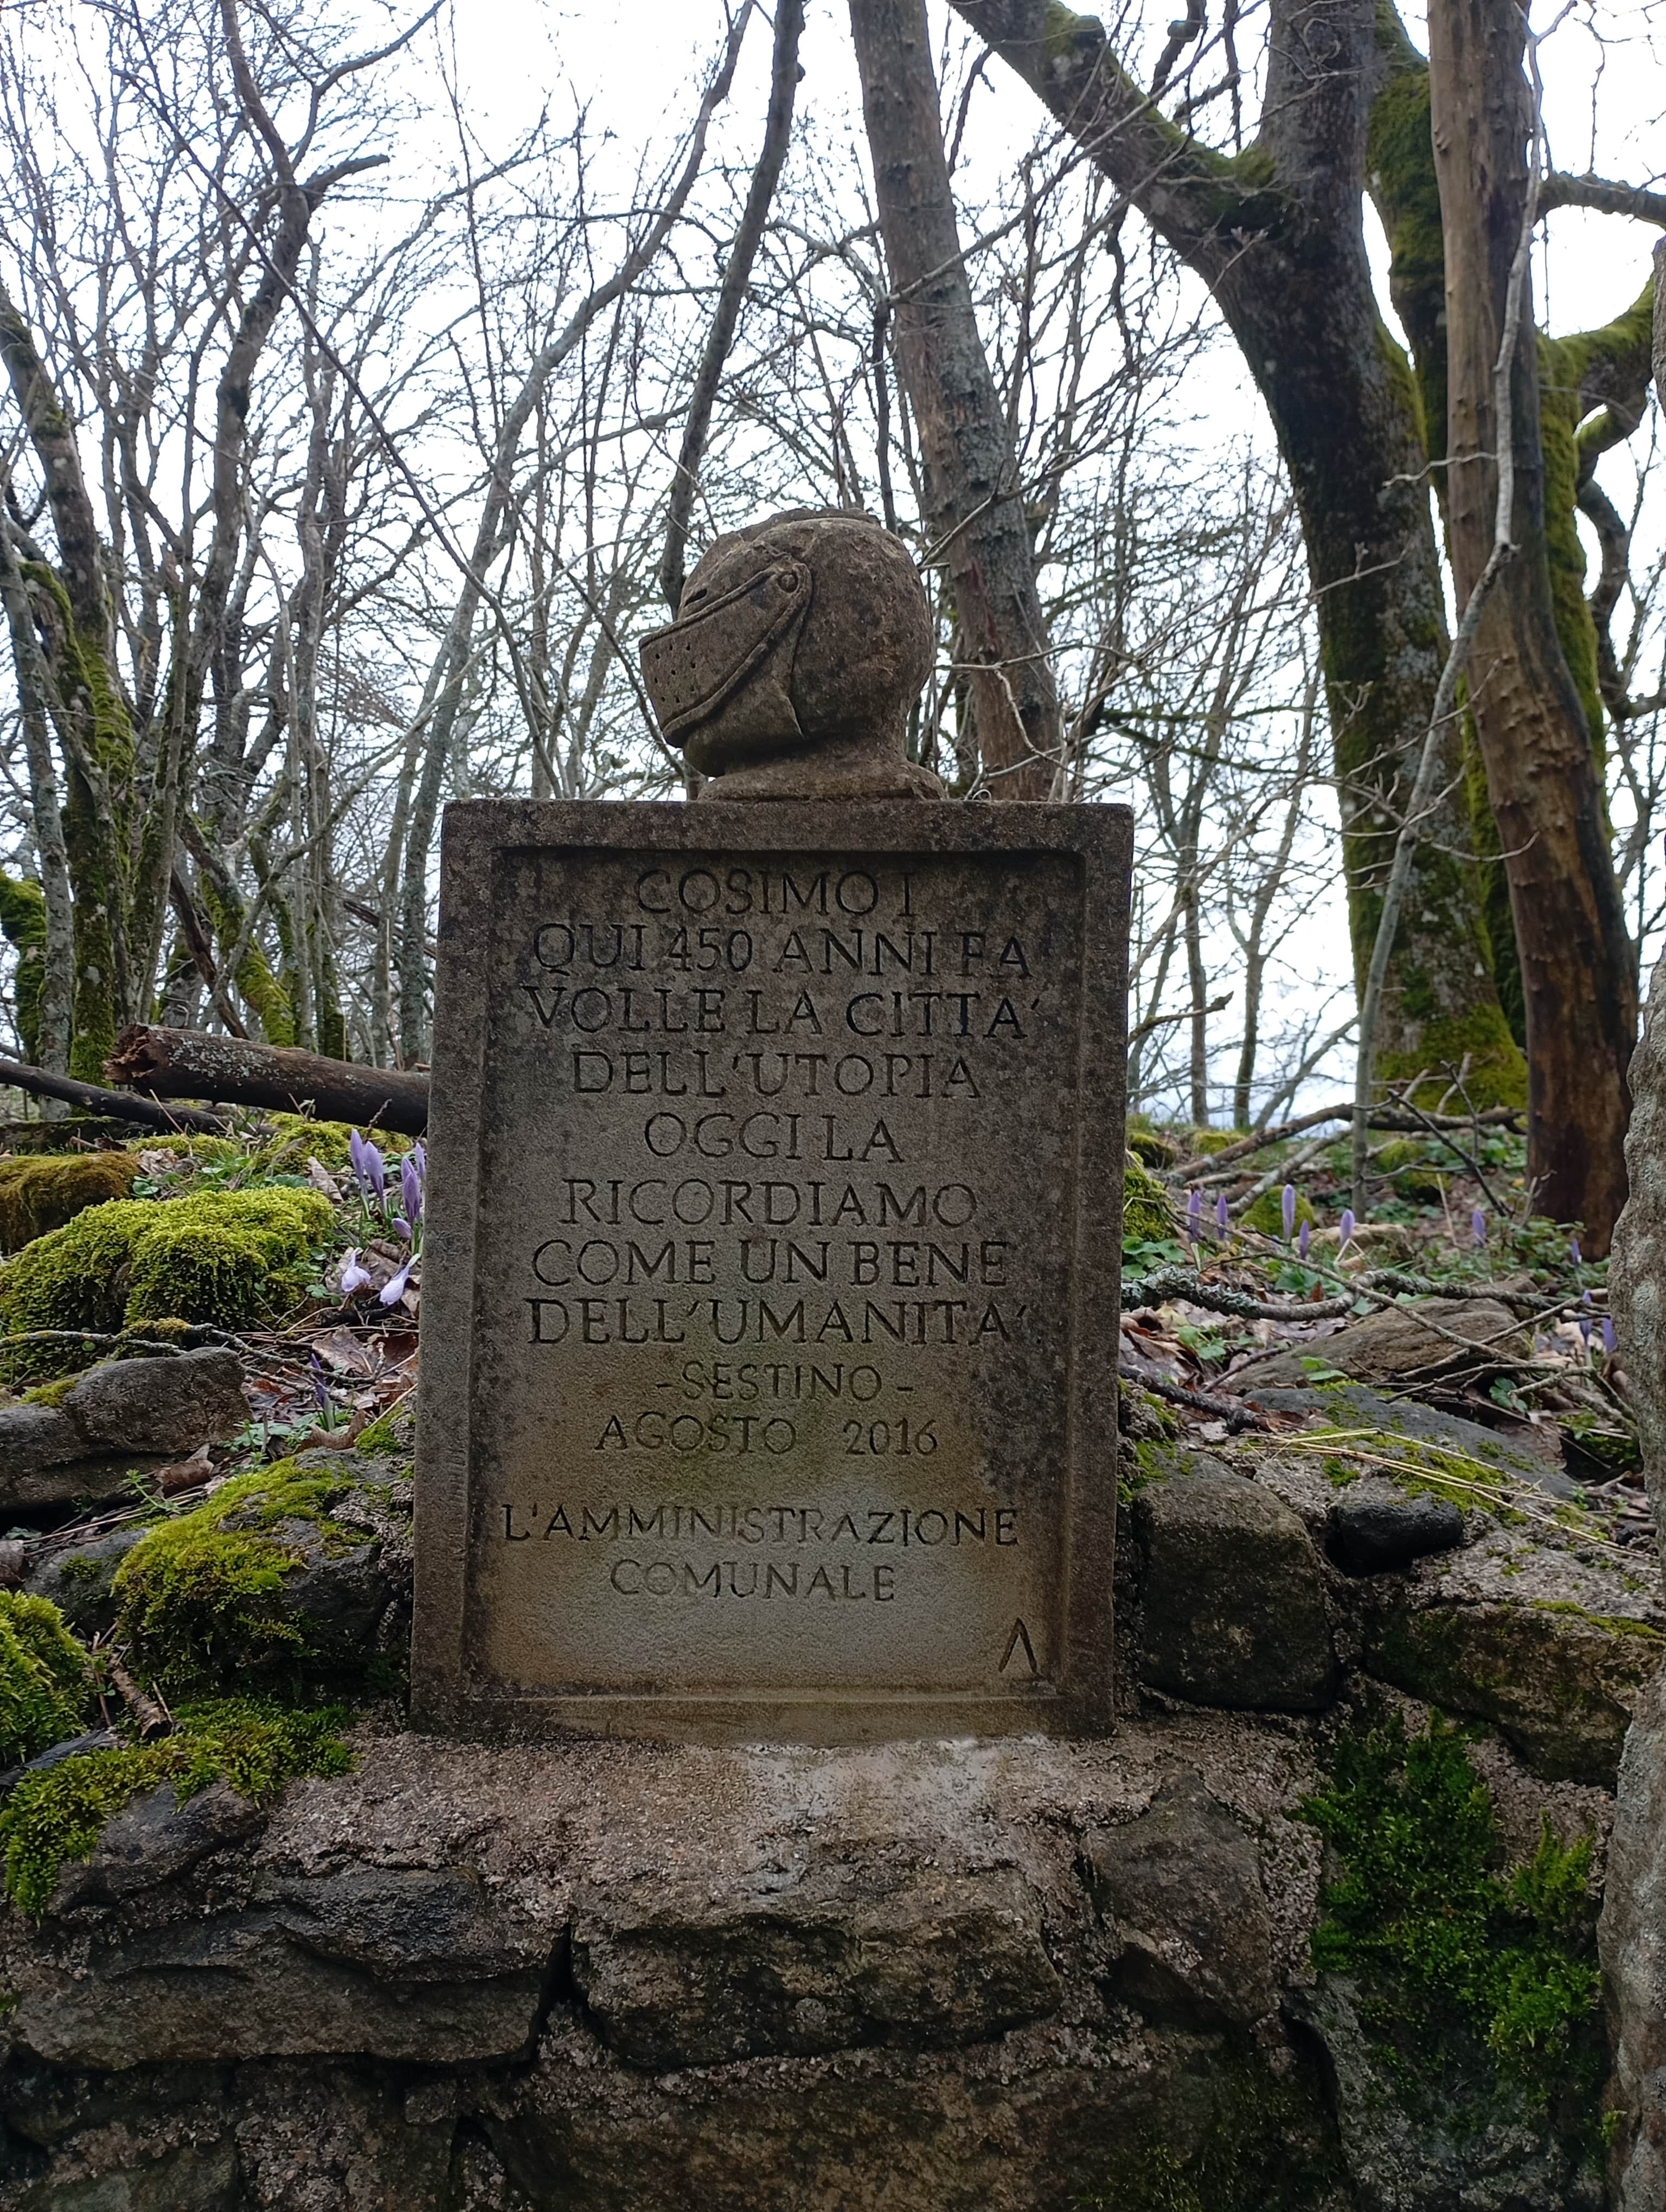 COSIMO I
QUI 450 ANNI FA
VOLLE LA CITTA'
DELL'UTOPIA
OGGI LA
RICORDIAMO
COME UN BENE
DELL'UMANITA'
-SESTINO-
AGOSTO 2016
L'AMMINISTRAZIONE
COMUNALE